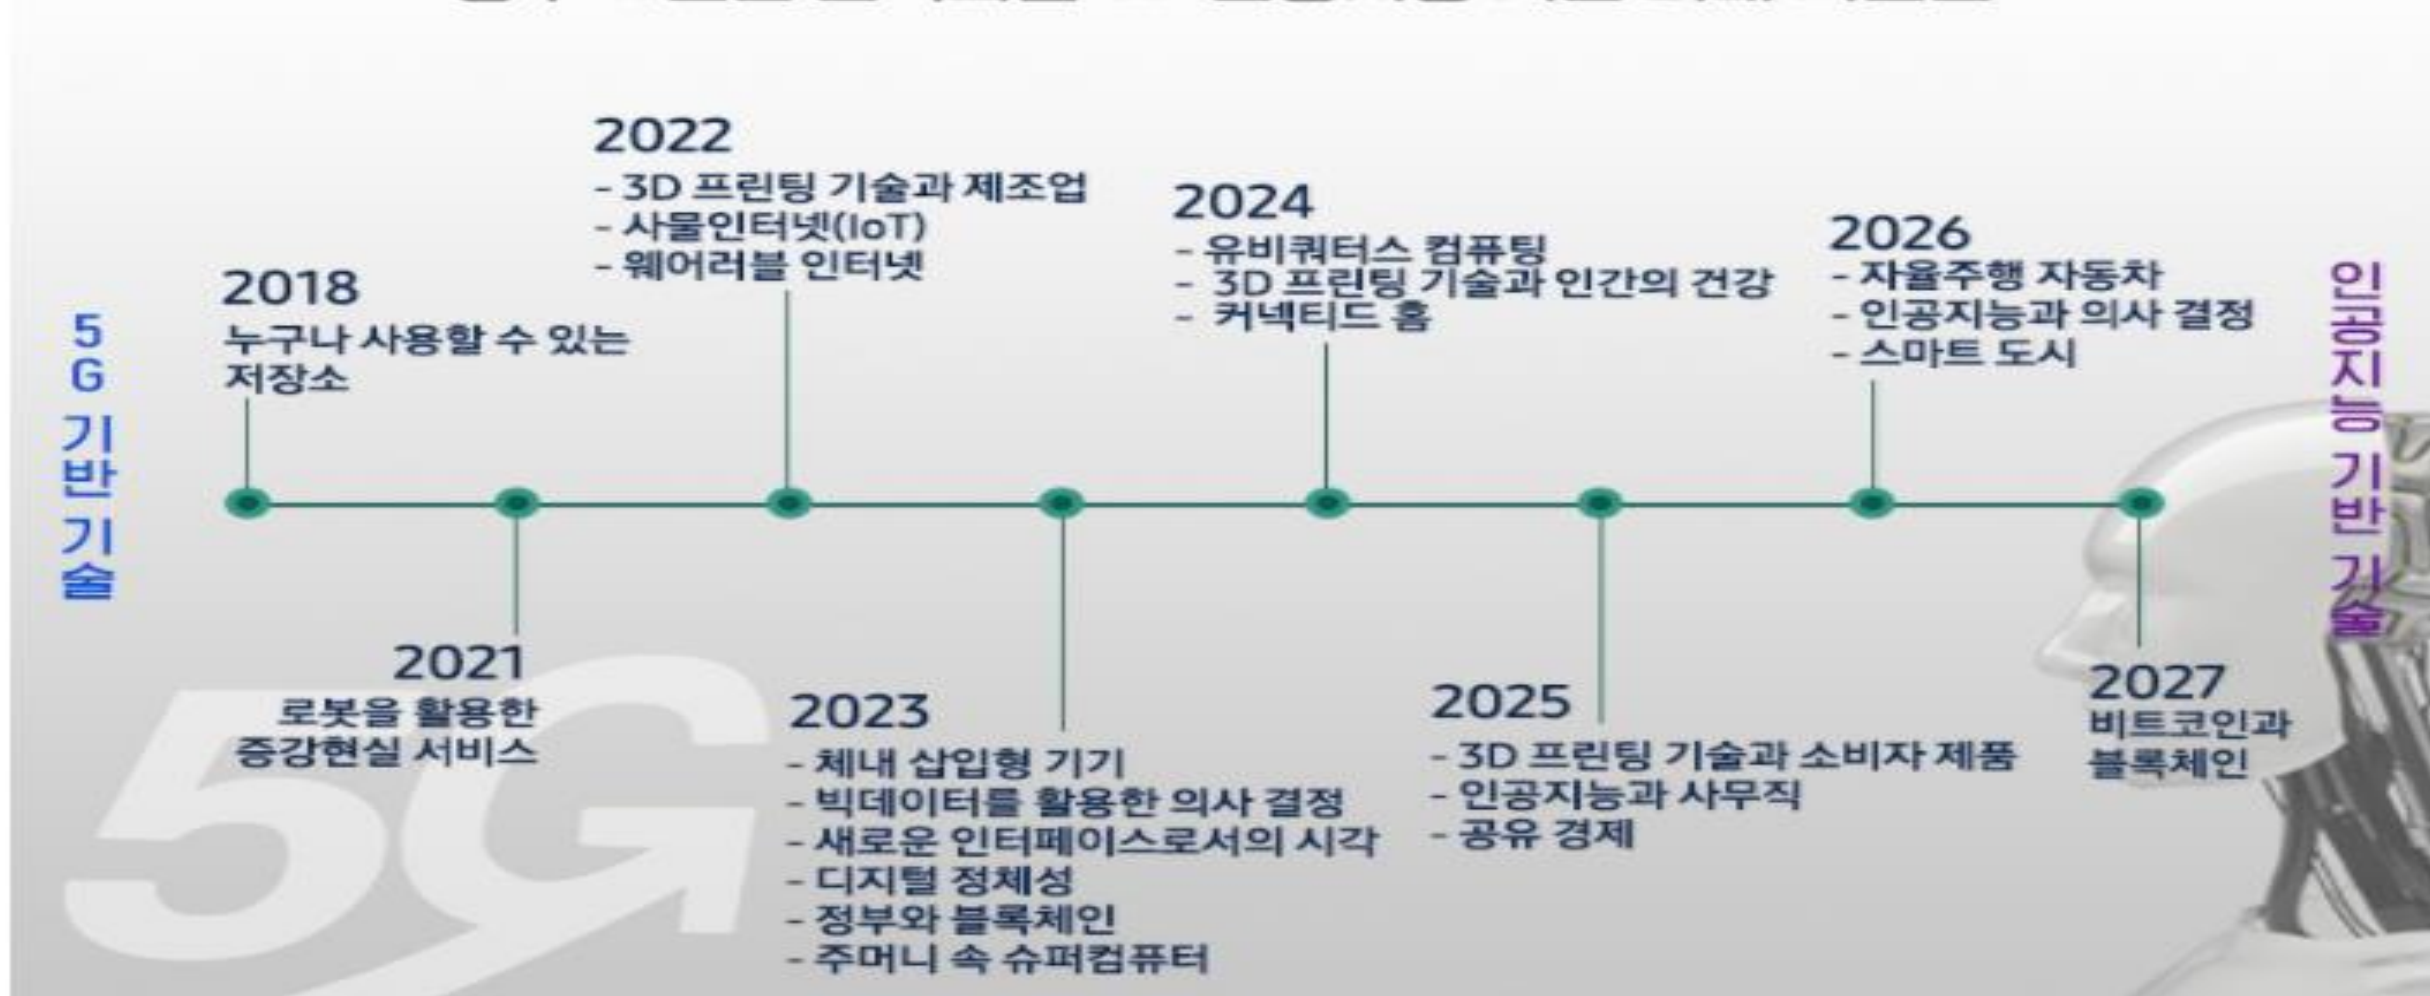 5G 기반 기술
2018
누구나 사용할 수 있는
저장소
2021
로봇을 활용한
증강현실 서비스
2022
- 3D 프린팅 기술과 제조업
- 사물인터넷(IoT)
- 웨어러블 인터넷
2023
- 체내 삽입형 기기
- 빅데이터를 활용한 의사 결정
- 새로운 인터페이스로서의 시각
- 디지털 정체성
- 정부와 블록체인
- 주머니 속 슈퍼컴퓨터
2024
- 유비쿼터스 컴퓨팅
- 3D 프린팅 기술과 인간의 건강
- 커넥티드 홈
2025
- 3D 프린팅 기술과 소비자 제품
- 인공지능과 사무직
- 공유 경제
2026
- 자율주행 자동차
- 인공지능과 의사 결정
- 스마트 도시
2027
비트코인과
블록체인
인공지능 기반 기술
5G